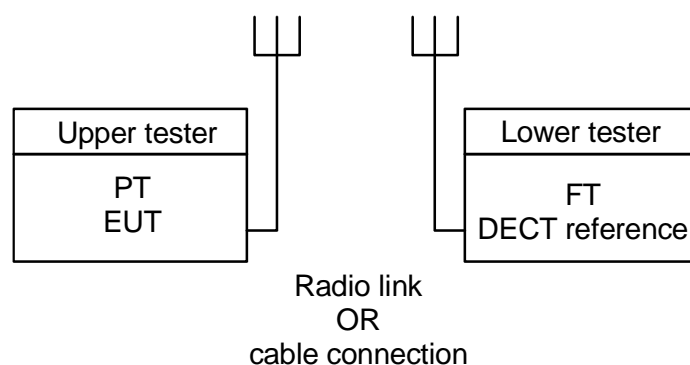 Upper tester
PT
EUT
Lower tester
FT
DECT reference
Radio link
OR
cable connection